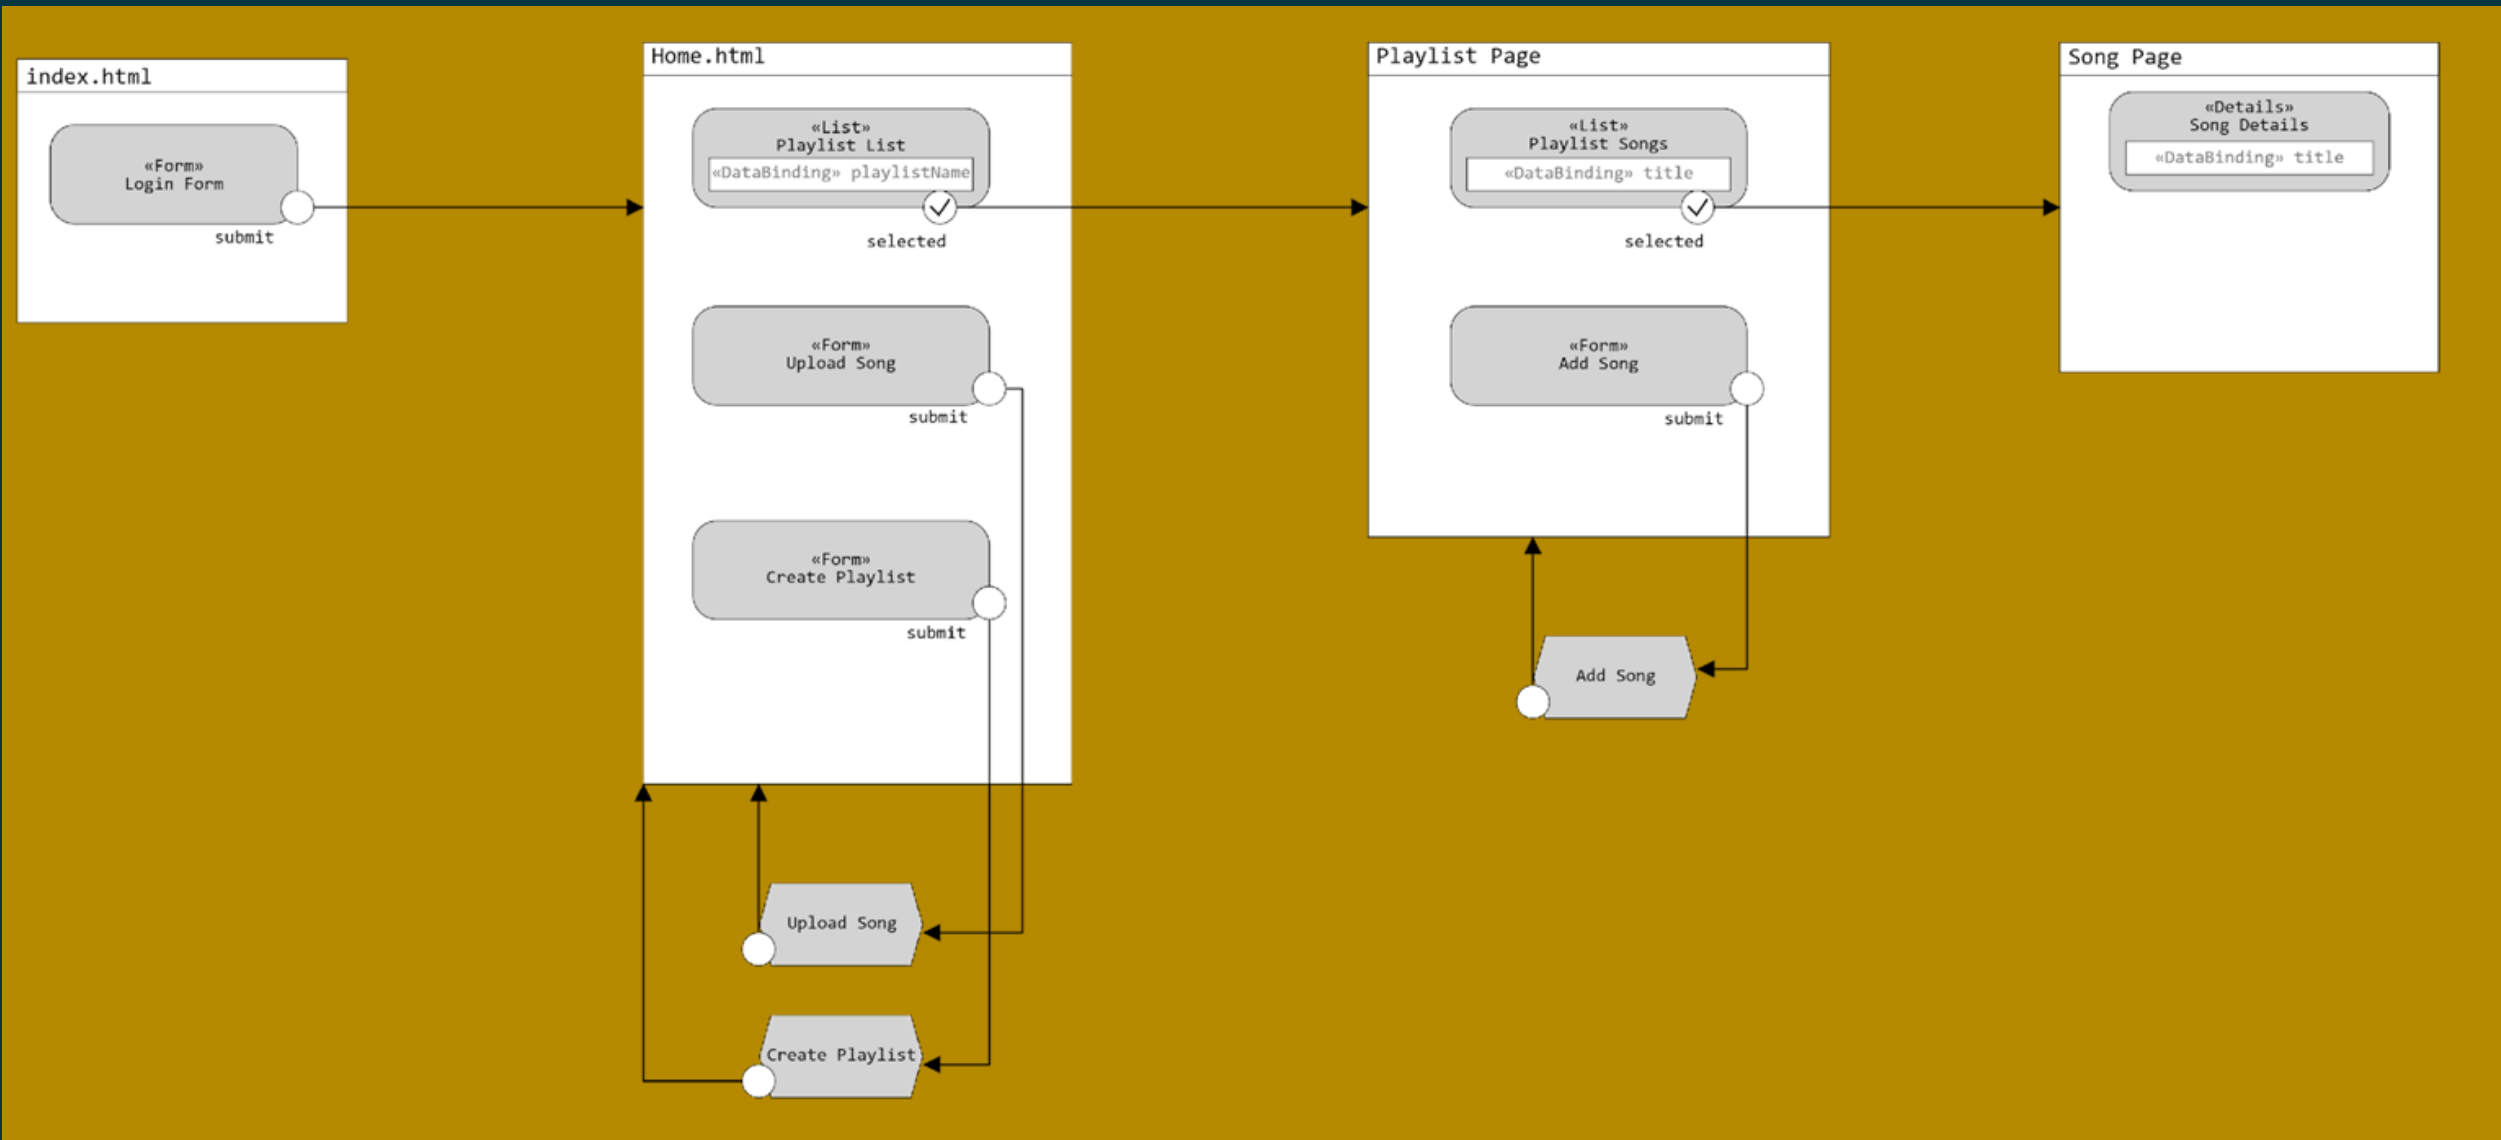 index.html
«Form»
Login Form
submit
Home.html
«List»
Playlist List
«DataBinding» playlistName
selected
«Form»
Upload Song
submit
«Form»
Create Playlist
submit
Upload Song
Create Playlist
Playlist Page
«List»
Playlist Songs
«DataBinding» title
selected
«Form»
Add Song
submit
Add Song
Song Page
«Details»
Song Details
«DataBinding» title